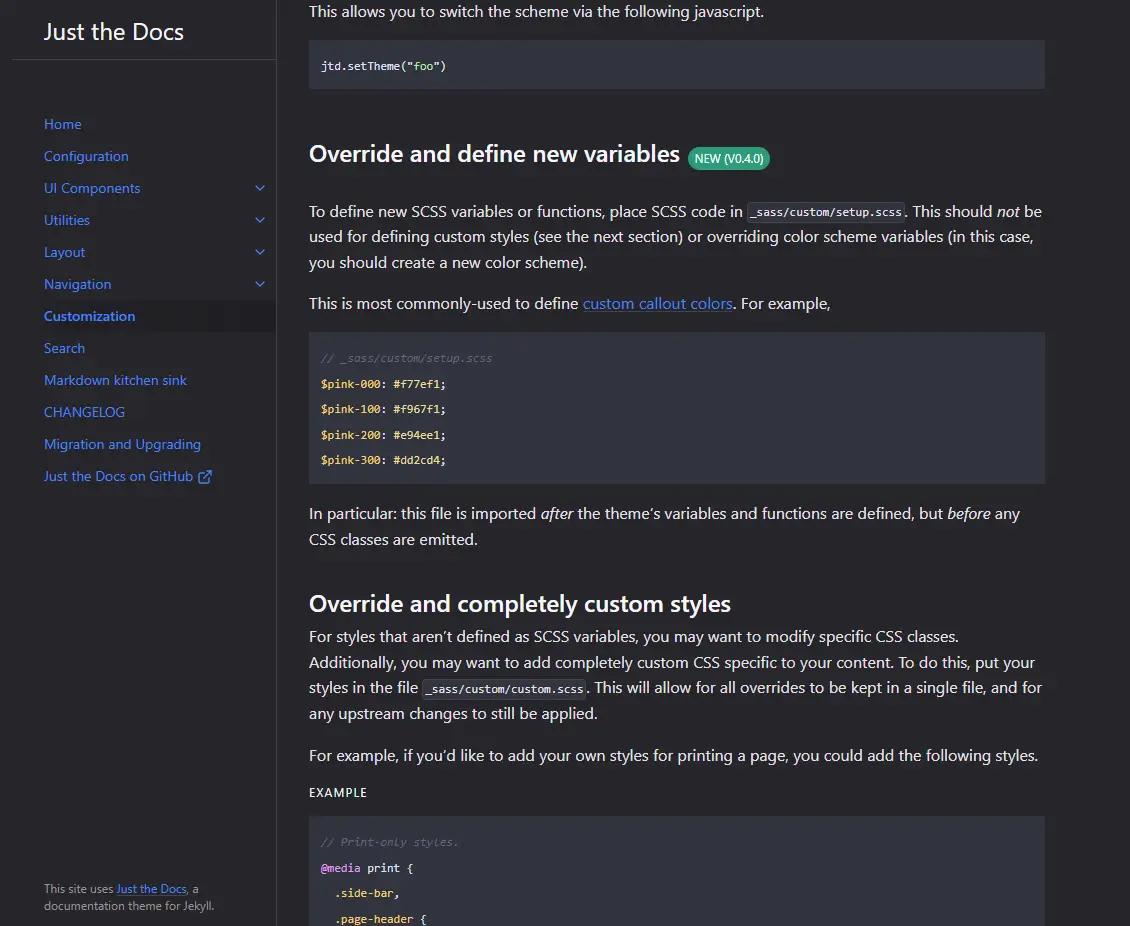 Just the Docs
Home
Configuration
UI Components
Utilities
Layout
Navigation
Customization
Search
Markdown kitchen sink
CHANGELOG
Migration and Upgrading
Just the Docs on GitHub
This site uses Just the Docs, a
documentation theme for Jekyll.
This allows you to switch the scheme via the following javascript.
jtd.setTheme("foo")
Override and define new variables NEW (V0.4.0)
To define new SCSS variables or functions, place SCSS code in _sass/custom/setup.scss. This should not be
used for defining custom styles (see the next section) or overriding color scheme variables (in this case,
you should create a new color scheme).
This is most commonly-used to define custom callout colors. For example,
// _sass/custom/setup.scss
$pink-000: #f77ef1;
$pink-100: #f967f1;
$pink-200: #e94ee1;
$pink-300: #dd2cd4;
In particular: this file is imported after the theme’s variables and functions are defined, but before any
CSS classes are emitted.
Override and completely custom styles
For styles that aren’t defined as SCSS variables, you may want to modify specific CSS classes.
Additionally, you may want to add completely custom CSS specific to your content. To do this, put your
styles in the file _sass/custom/custom.scss. This will allow for all overrides to be kept in a single file, and for
any upstream changes to still be applied.
For example, if you’d like to add your own styles for printing a page, you could add the following styles.
EXAMPLE
// Print-only styles.
@media print {
.side-bar,
.page-header {